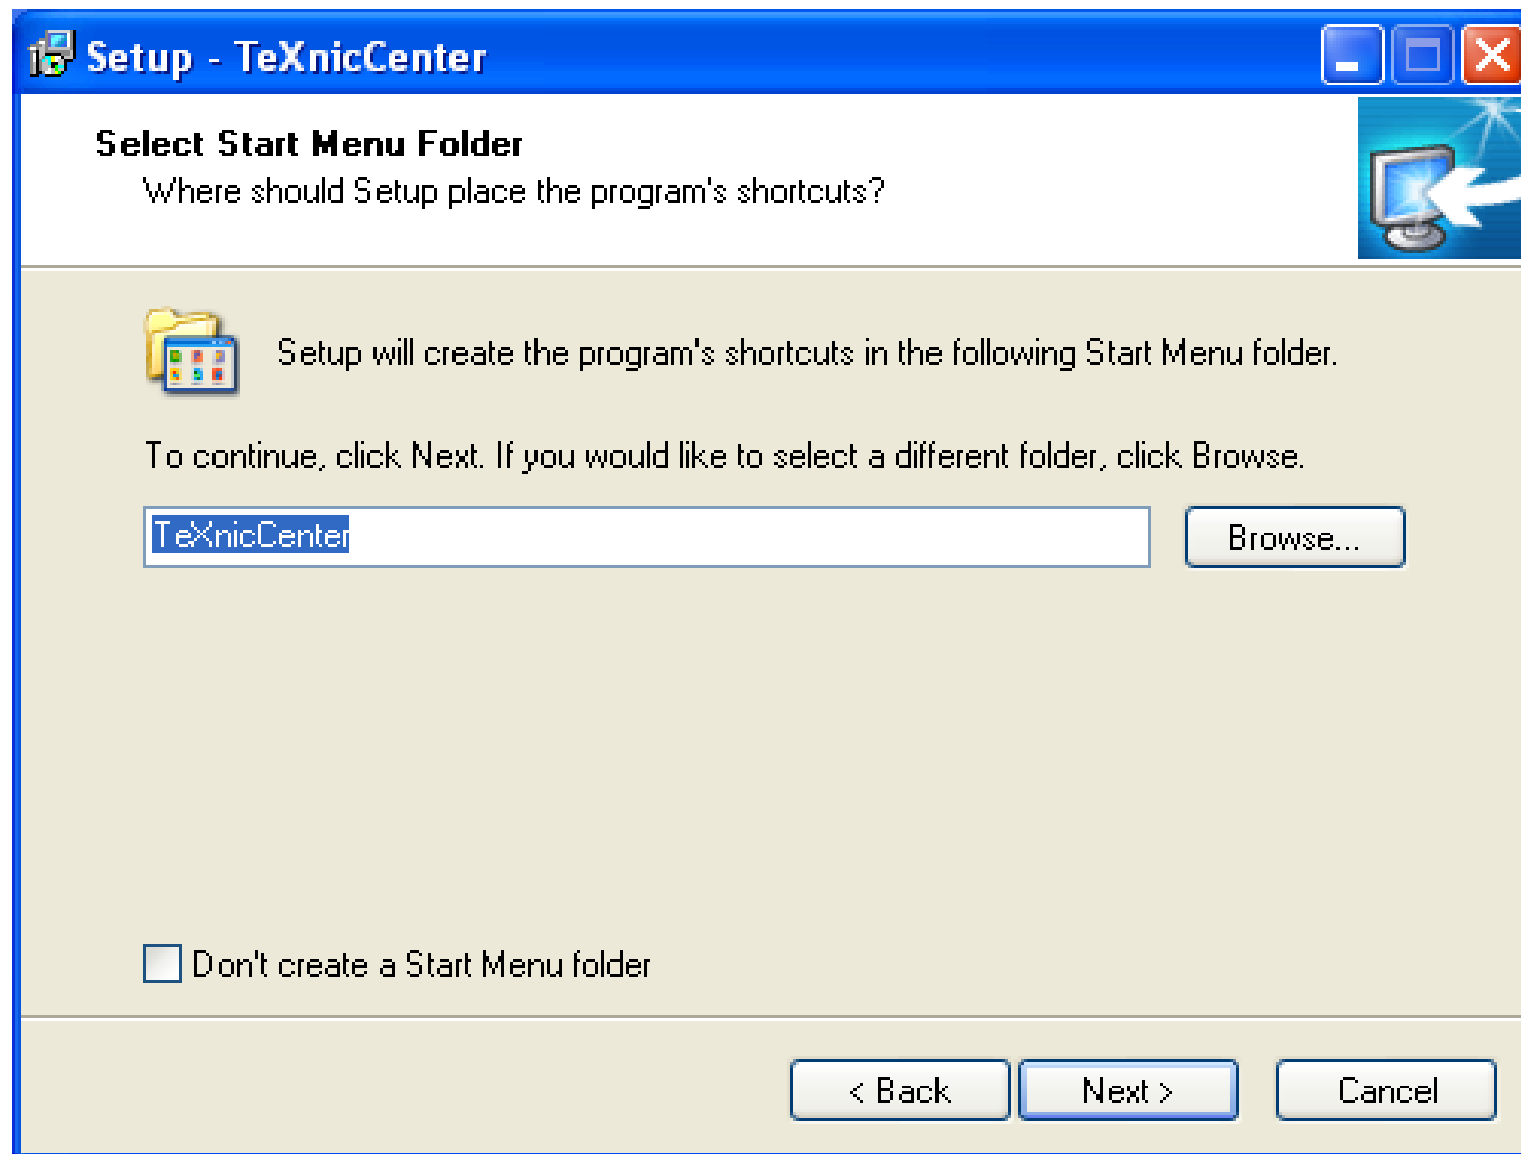 Setup - TeXnicCenter
Select Start Menu Folder
Where should Setup place the program's shortcuts?
Setup will create the program's shortcuts in the following Start Menu folder.
To continue, click Next. If you would like to select a different folder, click Browse.
TeXnicCenter
Browse...
Don't create a Start Menu folder
< Back
Next >
Cancel